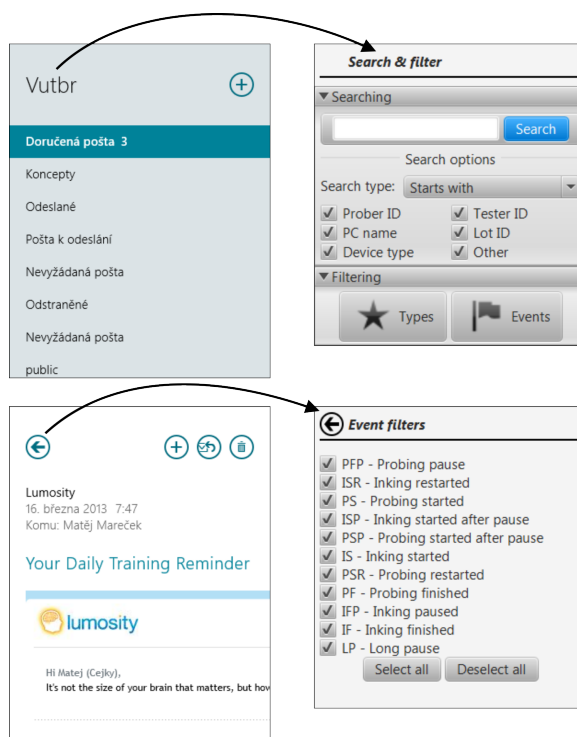 Vutbr
Doručená pošta 3
Koncepty
Odeslané
Pošta k odeslání
Nevyžádaná pošta
Odstraněné
Nevyžádaná pošta
public
Search & filter
Searching
Search
Search options
Search type: Starts with
Prober ID Tester ID
PC name Lot ID
Device type Other
Filtering
Types Events
Lumosity
16. března 2013 7:47
Komu: Matěj Mareček
Your Daily Training Reminder
lumosity
Hi Matej (Cejky),
It's not the size of your brain that matters, but how
Event filters
PFP - Probing pause
ISR - Inking restarted
PS - Probing started
ISP - Inking started after pause
PSP - Probing started after pause
IS - Inking started
PSR - Probing restarted
PF - Probing finished
IFP - Inking paused
IF - Inking finished
LP - Long pause
Select all Deselect all